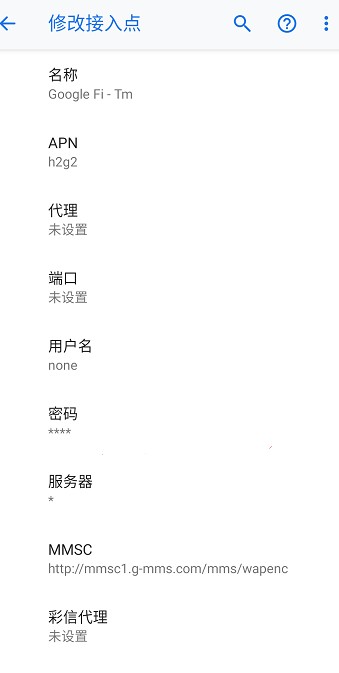 修改接入点
名称
Google Fi - Tm
APN
h2g2
代理
未设置
端口
未设置
用户名
none
密码
****
服务器
*
MMSC
http://mmsc1.g-mms.com/mms/wapenc
彩信代理
未设置